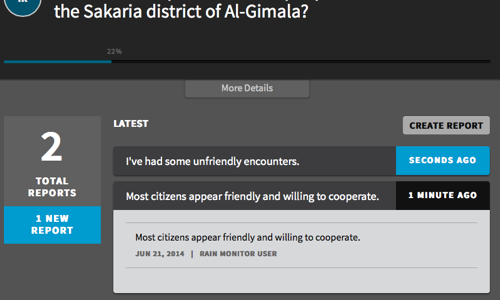 the Sakaria district of Al-Gimala?
22%
More Details
2
TOTAL
REPORTS
1 NEW
REPORT
LATEST
CREATE REPORT
I've had some unfriendly encounters.
SECONDS AGO
Most citizens appear friendly and willing to cooperate.
1 MINUTE AGO
Most citizens appear friendly and willing to cooperate.
JUN 21, 2014 | RAIN MONITOR USER